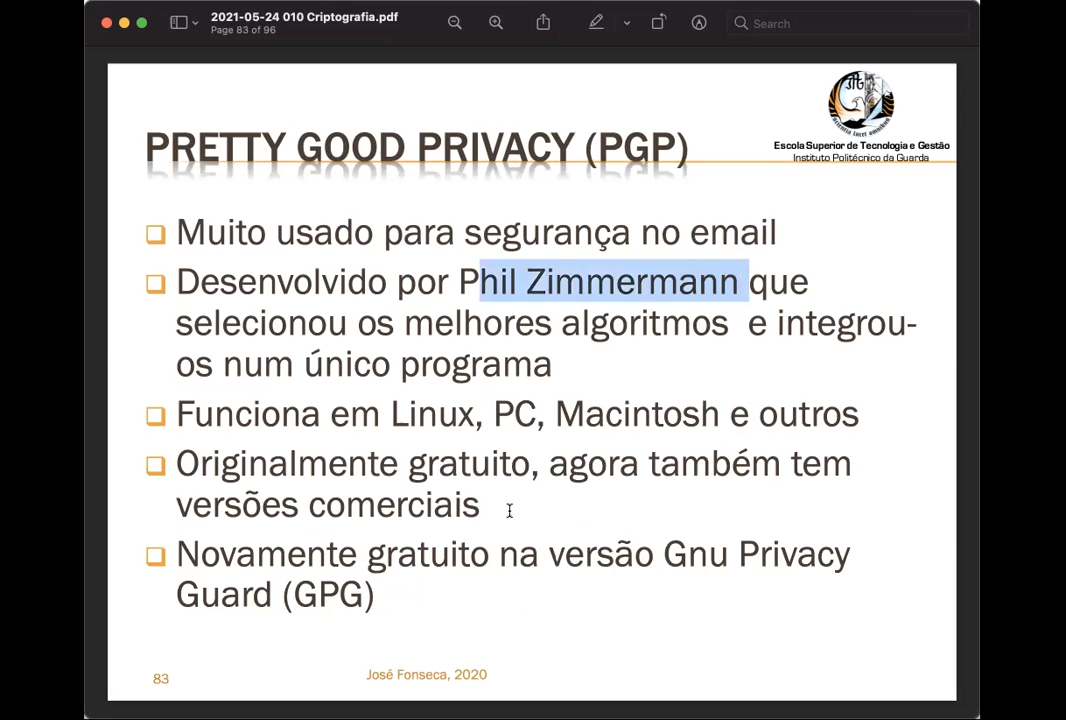 2021-05-24 010 Criptografia.pdf
Page 83 of 96
Search
Escola Superior de Tecnologia e Gestão
Instituto Politécnico da Guarda
PRETTY GOOD PRIVACY (PGP)
Muito usado para segurança no email
Desenvolvido por Phil Zimmermann que
selecionou os melhores algoritmos e integrou-
os num único programa
Funciona em Linux, PC, Macintosh e outros
Originalmente gratuito, agora também tem
versões comerciais
Novamente gratuito na versão Gnu Privacy
Guard (GPG)
83
José Fonseca, 2020